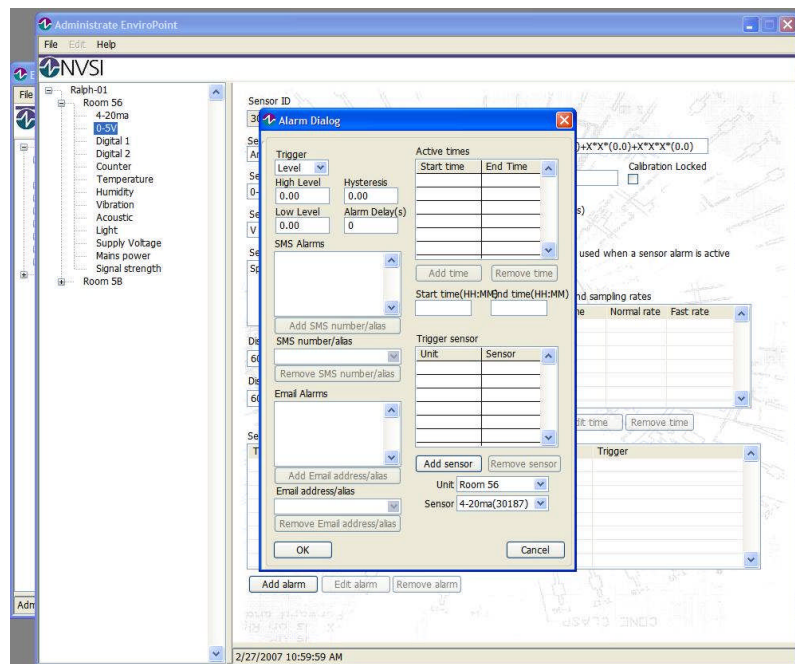 Administrate EnviroPoint
File Edit Help
NVSI
File
Ralph-01
Room 56
4-20ma
0-5V
Digital 1
Digital 2
Counter
Temperature
Humidity
Vibration
Acoustic
Light
Supply Voltage
Mains power
Signal strength
Room 5B
Sensor ID
Alarm Dialog
Trigger
Level
High Level Hysteresis
0.00 0.00
Low Level Alarm Delay(s)
0.00 0
SMS Alarms
Add SMS number/alias
SMS number/alias
Remove SMS number/alias
Email Alarms
Add Email address/alias
Email address/alias
Remove Email address/alias
OK
Active times
Start time End Time
Add time Remove time
Start time(HH:MM) End time(HH:MM)
Trigger sensor
Unit Sensor
Add sensor Remove sensor
Unit Room 56
Sensor 4-20ma(30187)
Cancel
)+X*X*(0.0)+X*X*X*(0.0)
Calibration Locked
s)
used when a sensor alarm is active
nd sampling rates
Normal rate Fast rate
Remove time
Trigger
Add alarm Edit alarm Remove alarm
CONE CLASP
Adm
2/27/2007 10:59:59 AM